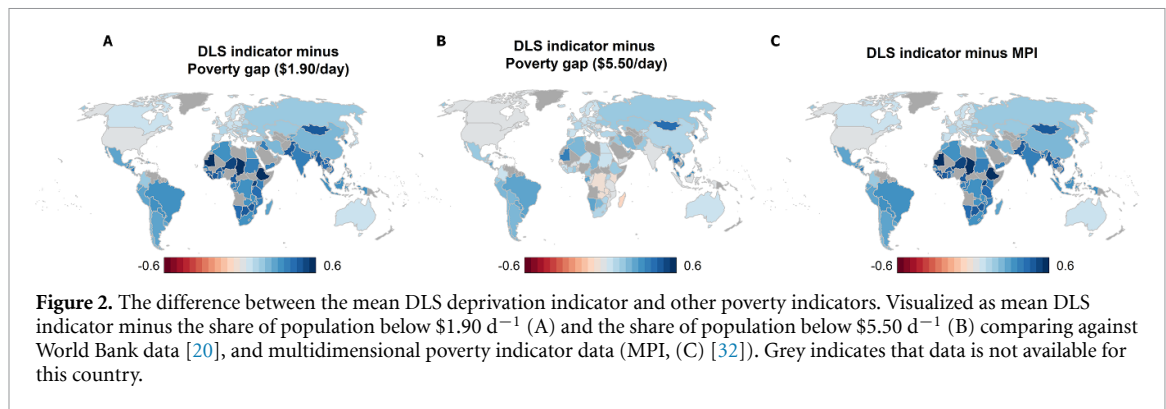 A
DLS indicator minus
Poverty gap ($1.90/day)
B
DLS indicator minus
Poverty gap ($5.50/day)
C
DLS indicator minus MPI
-0.6 0.6
-0.6 0.6
-0.6 0.6
Figure 2. The difference between the mean DLS deprivation indicator and other poverty indicators. Visualized as mean DLS
indicator minus the share of population below $1.90 d−1 (A) and the share of population below $5.50 d−1 (B) comparing against
World Bank data [20], and multidimensional poverty indicator data (MPI, (C) [32]). Grey indicates that data is not available for
this country.